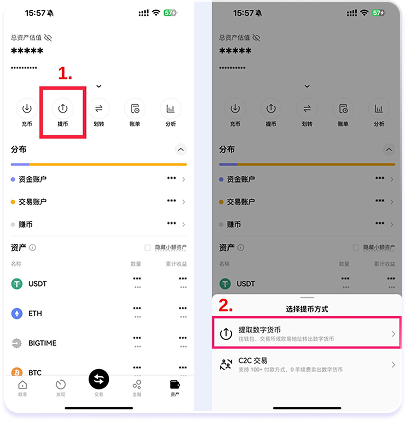 15:57
57
总资产估值
*****
**********
1.
充币
提币
划转
账单
分析
分布
资金账户
***
交易账户
***
赚币
***
资产
隐藏小额资产
名称
数量
累计收益
USDT
***
***
ETH
***
***
BIGTIME
***
***
BTC
***
***
欧易
发现
交易
金融
资产
15:57
57
总资产估值
*****
**********
充币
提币
划转
账单
分析
分布
资金账户
***
交易账户
***
赚币
***
资产
隐藏小额资产
名称
数量
累计收益
USDT
***
***
选择提币方式
2.
提取数字货币
往钱包、交易所或欧易地址转出数字货币
C2C 交易
支持 100+ 付款方式，0 手续费卖出数字货币